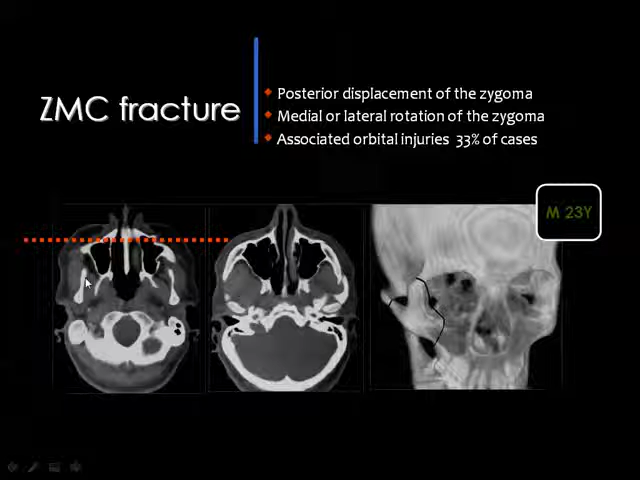 ZMC fracture
Posterior displacement of the zygoma
Medial or lateral rotation of the zygoma
Associated orbital injuries 33% of cases
M 23Y